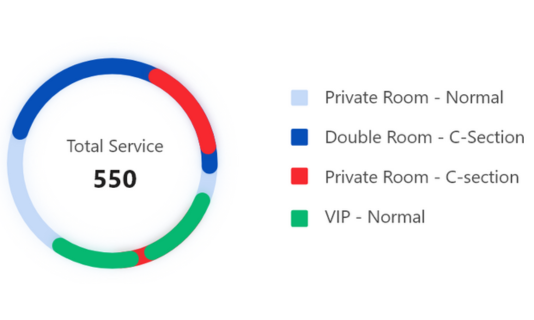 Total Service
550
Private Room - Normal
Double Room - C-Section
Private Room - C-section
VIP - Normal